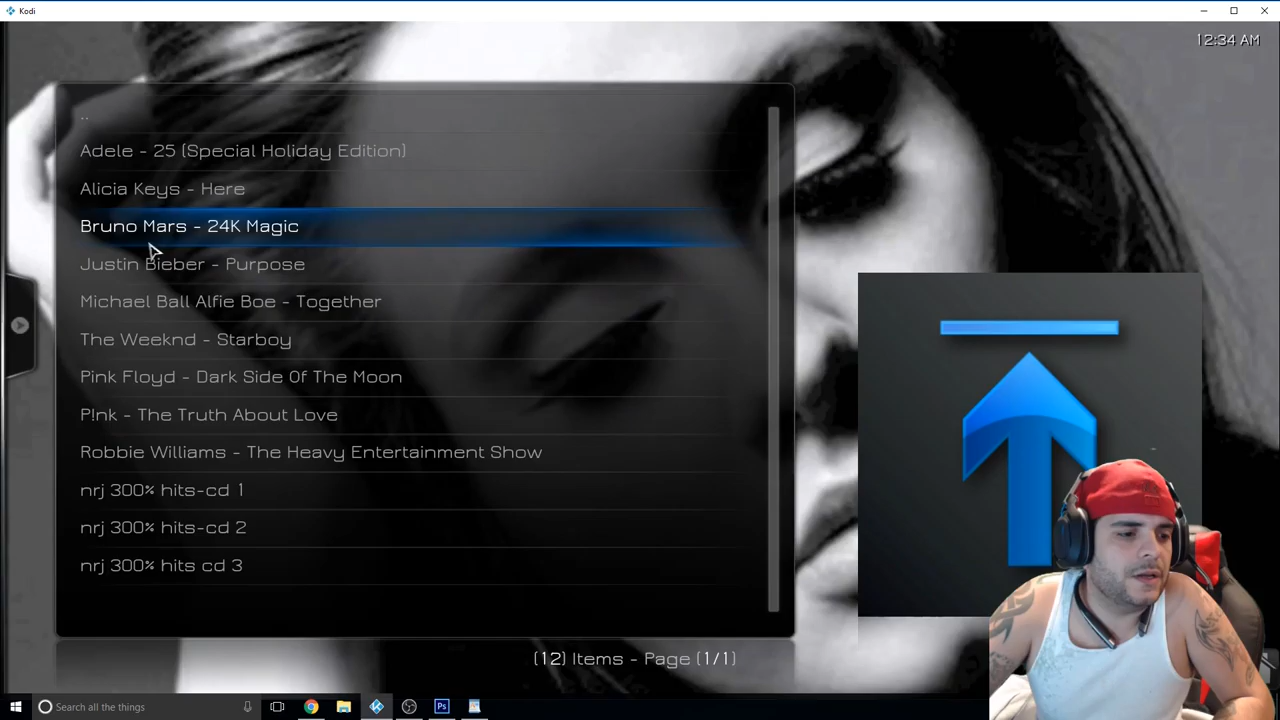 Kodi
12:34 AM
..
Adele - 25 (Special Holiday Edition)
Alicia Keys - Here
Bruno Mars - 24K Magic
Justin Bieber - Purpose
Michael Ball Alfie Boe - Together
The Weeknd - Starboy
Pink Floyd - Dark Side Of The Moon
P!nk - The Truth About Love
Robbie Williams - The Heavy Entertainment Show
nrj 300% hits-cd 1
nrj 300% hits-cd 2
nrj 300% hits cd 3
(12) Items - Page (1/1)
Search all the things
Ps